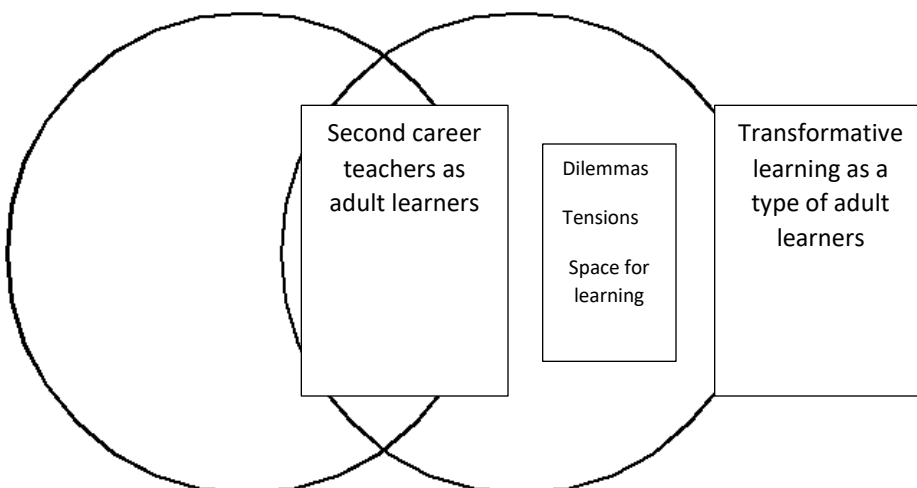 Second career
teachers as
adult learners
Dilemmas
Tensions
Space for
learning
Transformative
learning as a
type of adult
learners